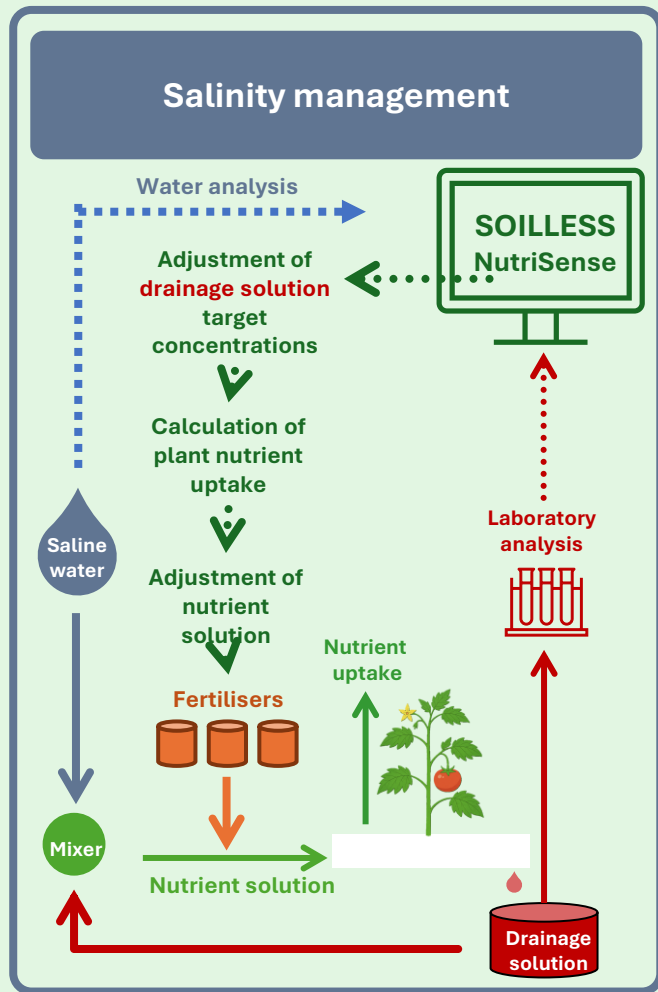 Salinity management
Water analysis
SOILLESS
NutriSense
Adjustment of
drainage solution
target
concentrations
Calculation of
plant nutrient
uptake
Saline
water
Laboratory
analysis
Adjustment of
nutrient
solution
Nutrient
uptake
Fertilisers
Mixer
Nutrient solution
Drainage
solution